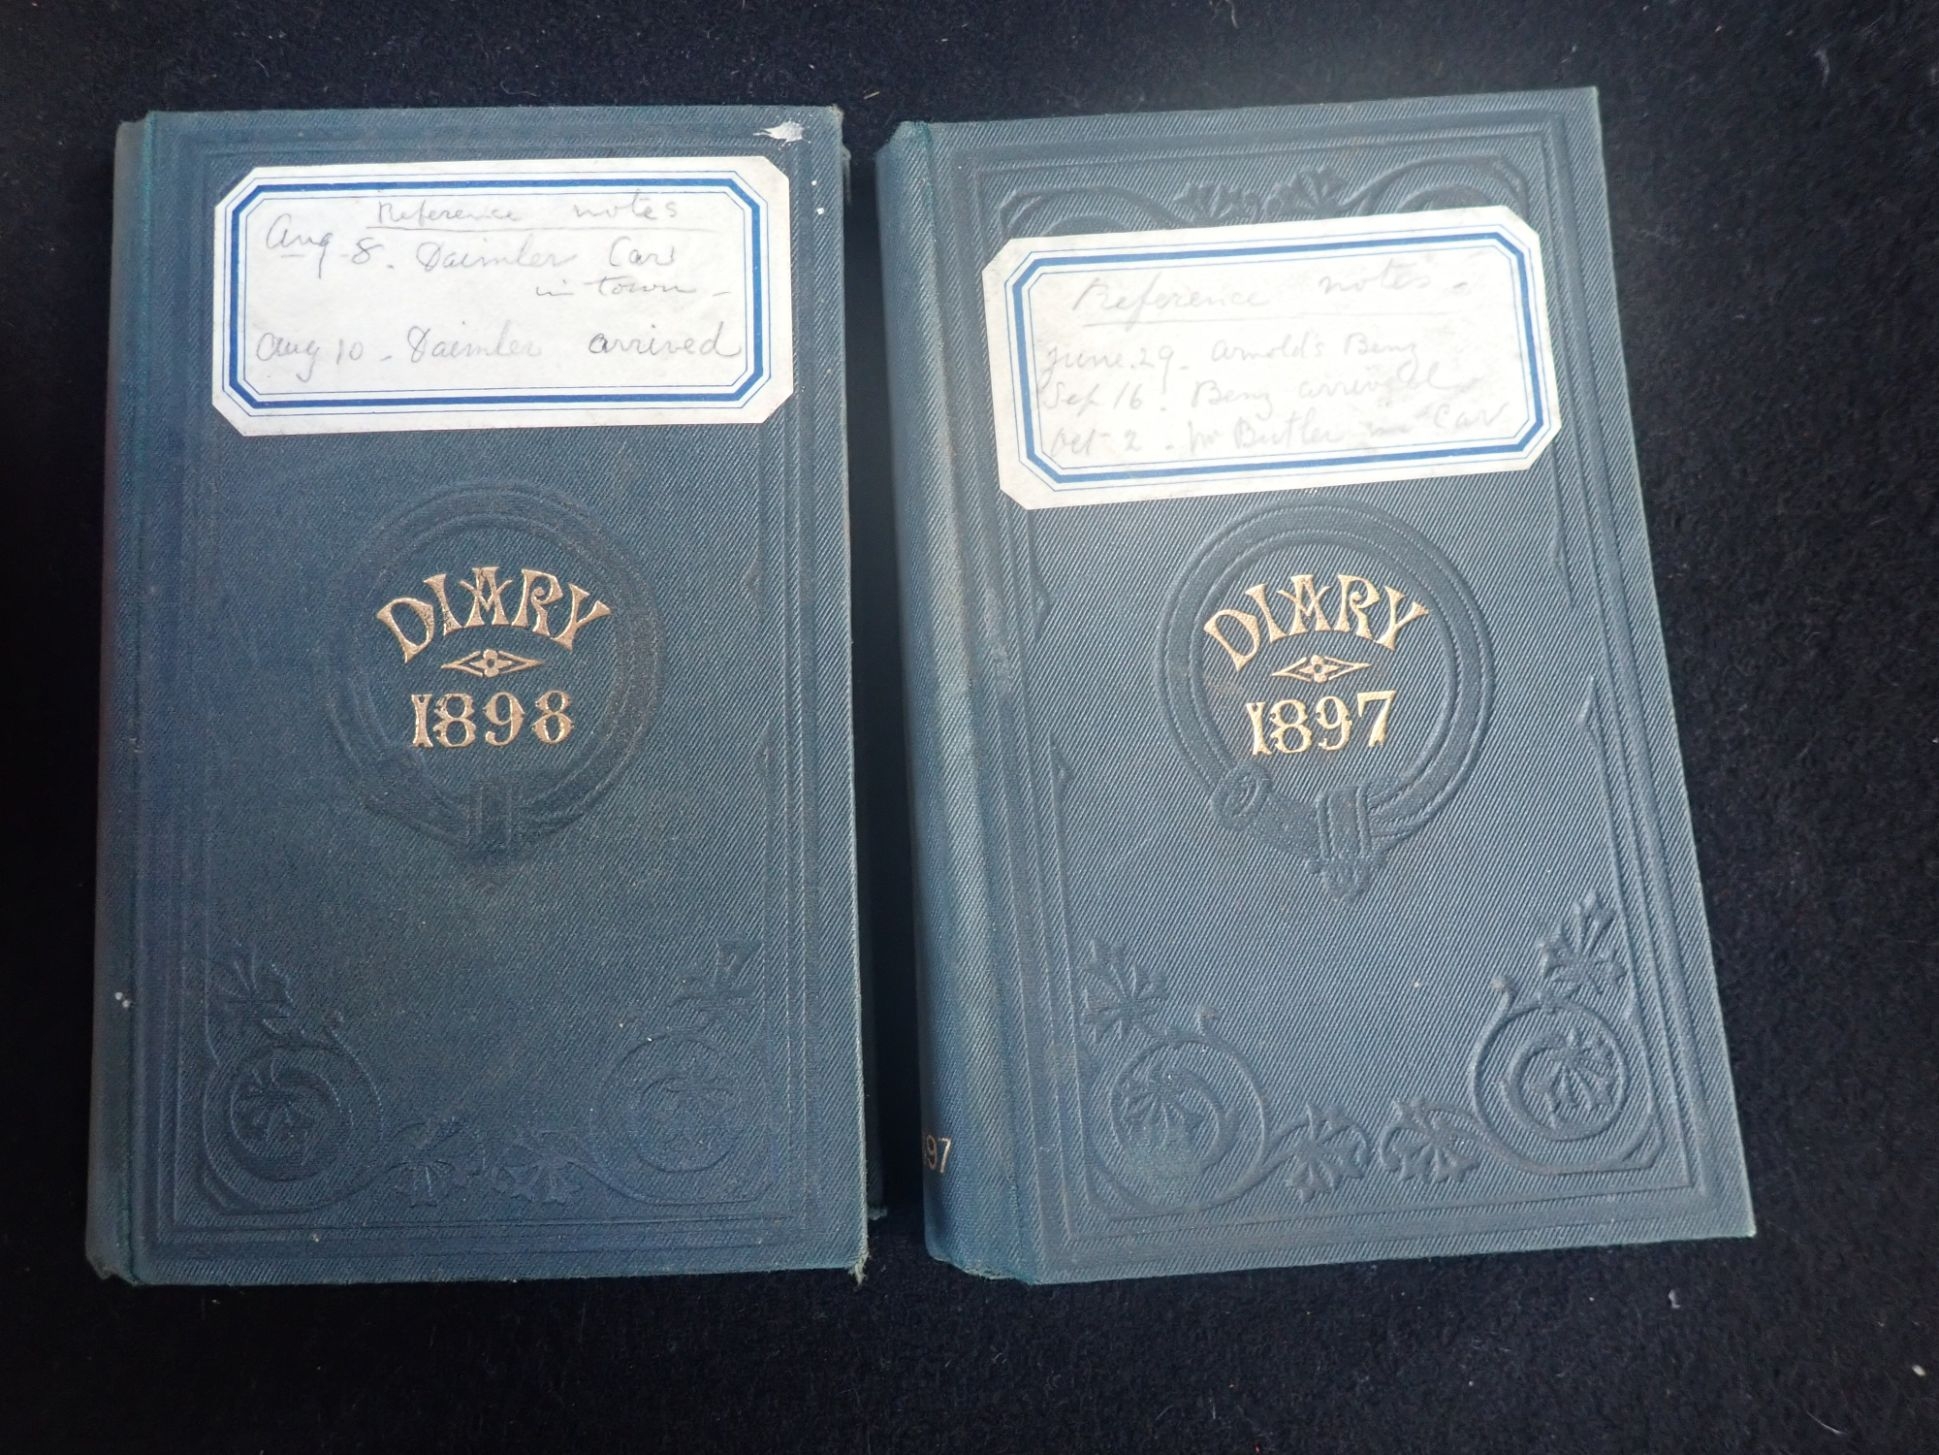 Reference notes
Aug-8. Daimler Car
in town-
Aug 10 - Daimler arrived
DIARY
1898
Reference notes -
June.29. Arnold's Benz
Sep 16. Benz arrived
Oct 2 - Mr Butler in Car
DIARY
1897
97